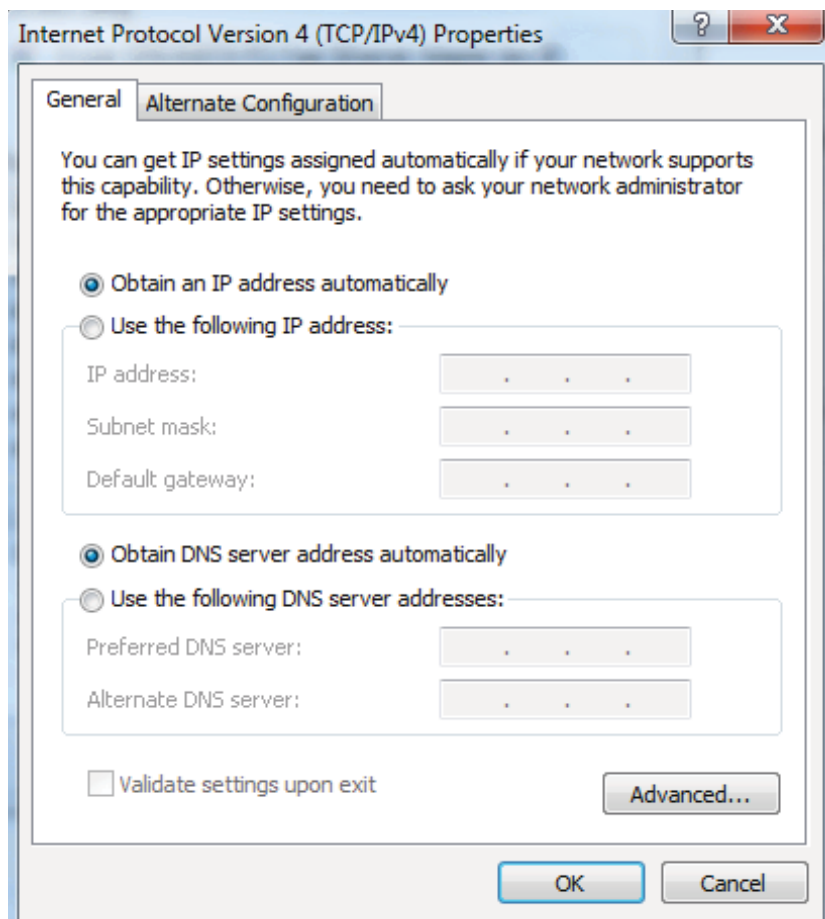 Internet Protocol Version 4 (TCP/IPv4) Properties
?
General
Alternate Configuration
You can get IP settings assigned automatically if your network supports
this capability. Otherwise, you need to ask your network administrator
for the appropriate IP settings.
Obtain an IP address automatically
Use the following IP address:
IP address:
Subnet mask:
Default gateway:
Obtain DNS server address automatically
Use the following DNS server addresses:
Preferred DNS server:
Alternate DNS server:
Validate settings upon exit
Advanced...
OK
Cancel